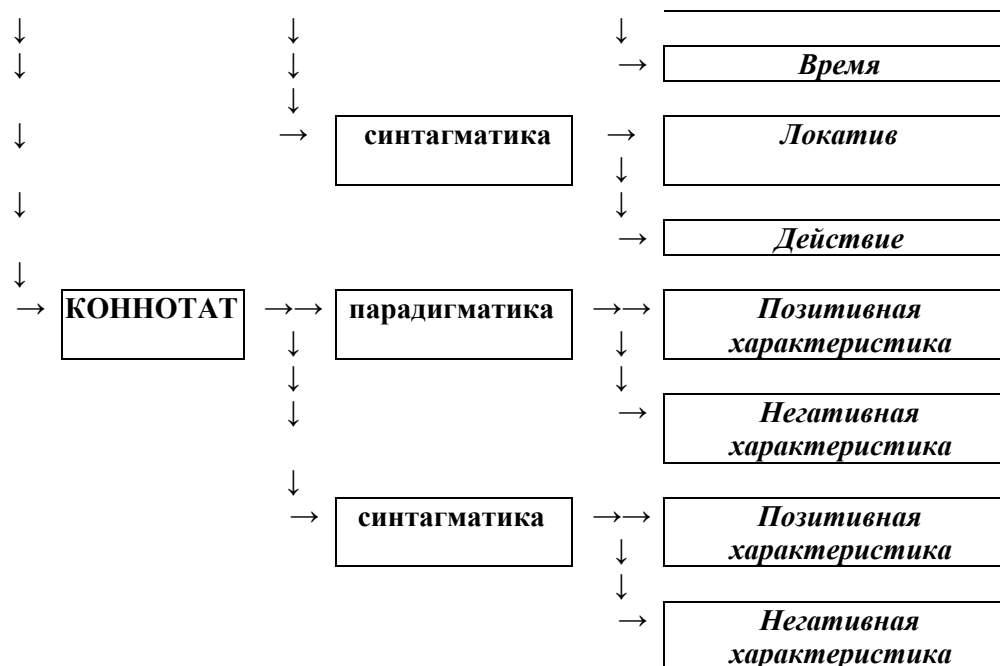 ↓ ↓ ↓
↓ ↓ → Время
↓
↓ → синтагматика → Локатив
↓
↓ ↓
→ Действие
↓
→ КОННОТАТ →→ парадигматика →→ Позитивная
↓ ↓ характеристика
↓ ↓
↓ → Негативная
характеристика
↓
→ синтагматика →→ Позитивная
↓ характеристика
↓
→ Негативная
характеристика